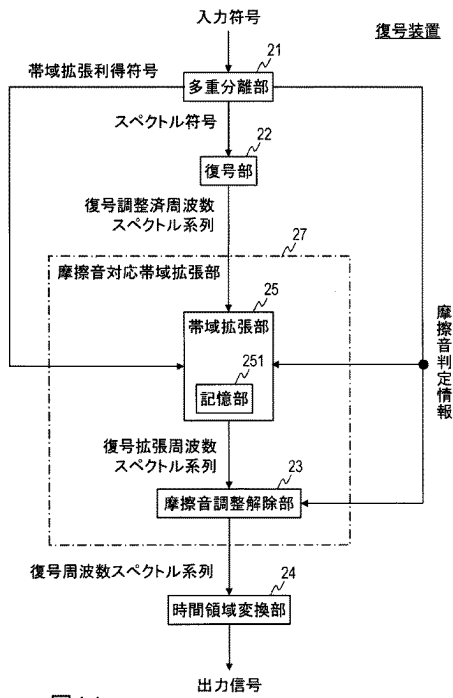 入力符号
復号装置
21
帯域拡張利得符号
多重分離部
スペクトル符号
22
復号部
復号調整済周波数
スペクトル系列
27
摩擦音対応帯域拡張部
25
帯域拡張部
251
記憶部
摩擦音判定情報
復号拡張周波数
スペクトル系列
23
摩擦音調整解除部
復号周波数スペクトル系列
24
時間領域変換部
出力信号